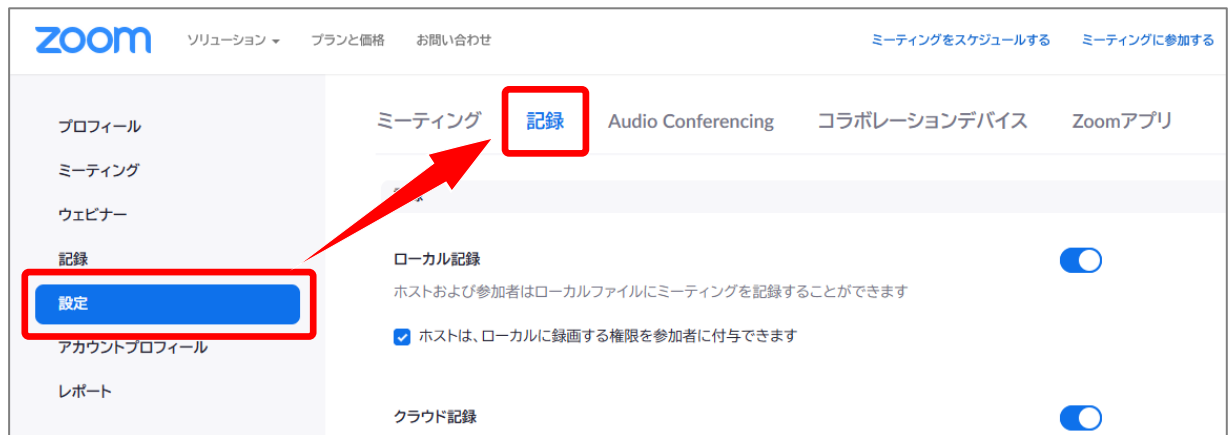 zoom ソリューション プランと価格 お問い合わせ ミーティングをスケジュールする ミーティングに参加する
プロフィール
ミーティング
ウェビナー
記録
設定
アカウントプロフィール
レポート
ミーティング 記録 Audio Conferencing コラボレーションデバイス Zoomアプリ
ローカル記録
ホストおよび参加者はローカルファイルにミーティングを記録することができます
ホストは、ローカルに録画する権限を参加者に付与できます
クラウド記録